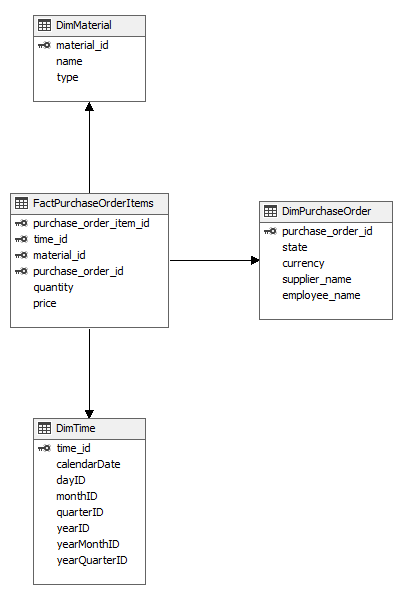 DimMaterial
material_id
name
type
FactPurchaseOrderItems
purchase_order_item_id
time_id
material_id
purchase_order_id
quantity
price
DimPurchaseOrder
purchase_order_id
state
currency
supplier_name
employee_name
DimTime
time_id
calendarDate
dayID
monthID
quarterID
yearID
yearMonthID
yearQuarterID